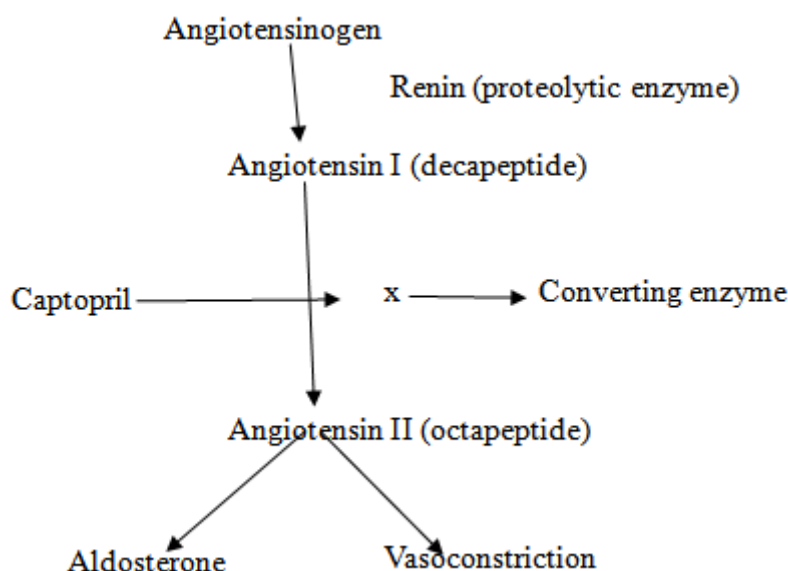 Angiotensinogen
Renin (proteolytic enzyme)
Angiotensin I (decapeptide)
Captopril x Converting enzyme
Angiotensin II (octapeptide)
Aldosterone Vasoconstriction